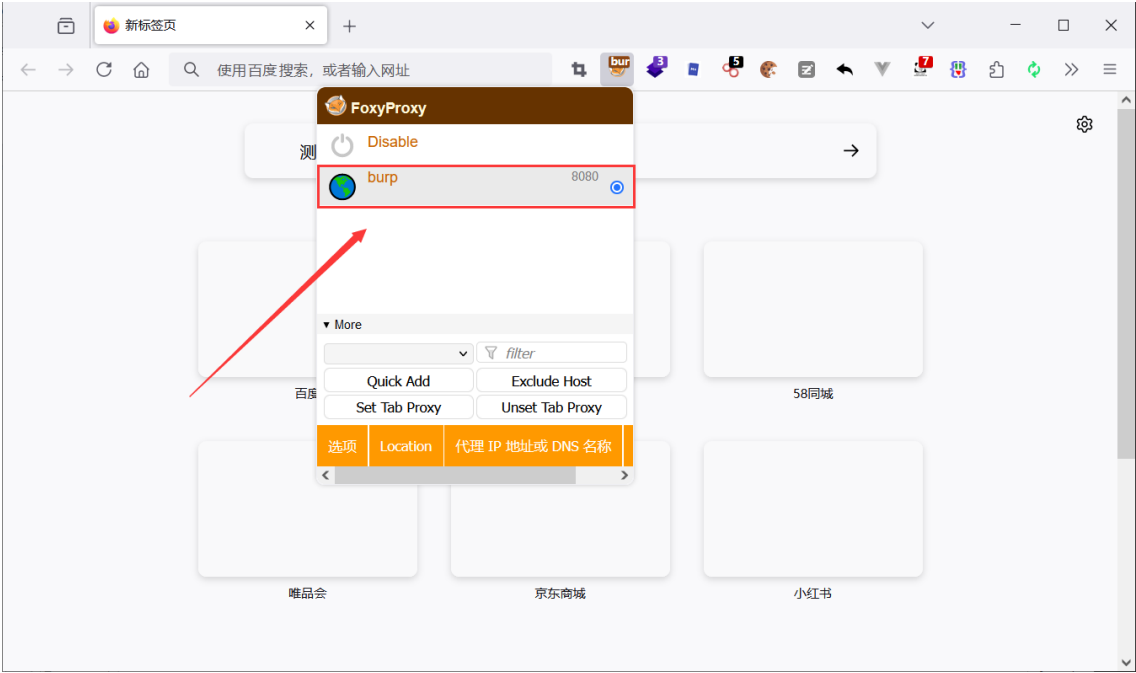 新标签页
使用百度搜索，或者输入网址
bur
3
5
7
FoxyProxy
Disable
测
burp
8080
More
filter
Quick Add
Exclude Host
Set Tab Proxy
Unset Tab Proxy
百度
58同城
选项
Location
代理 IP 地址或 DNS 名称
唯品会
京东商城
小红书